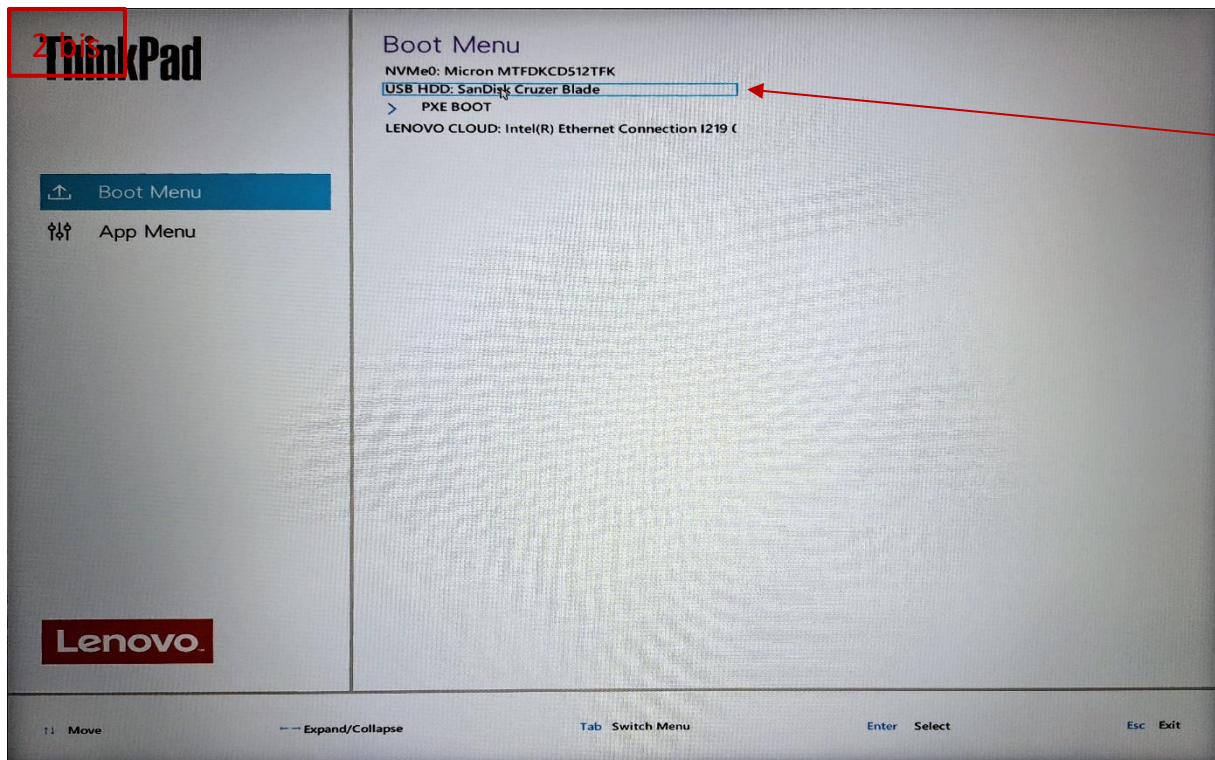 2 bis
ThinkPad
Boot Menu
App Menu
Lenovo
Boot Menu
NVMe0: Micron MTFDKCD512TFK
USB HDD: SanDisk Cruzer Blade
> PXE BOOT
LENOVO CLOUD: Intel(R) Ethernet Connection I219 (
↑↓ Move
←→ Expand/Collapse
Tab Switch Menu
Enter Select
Esc Exit